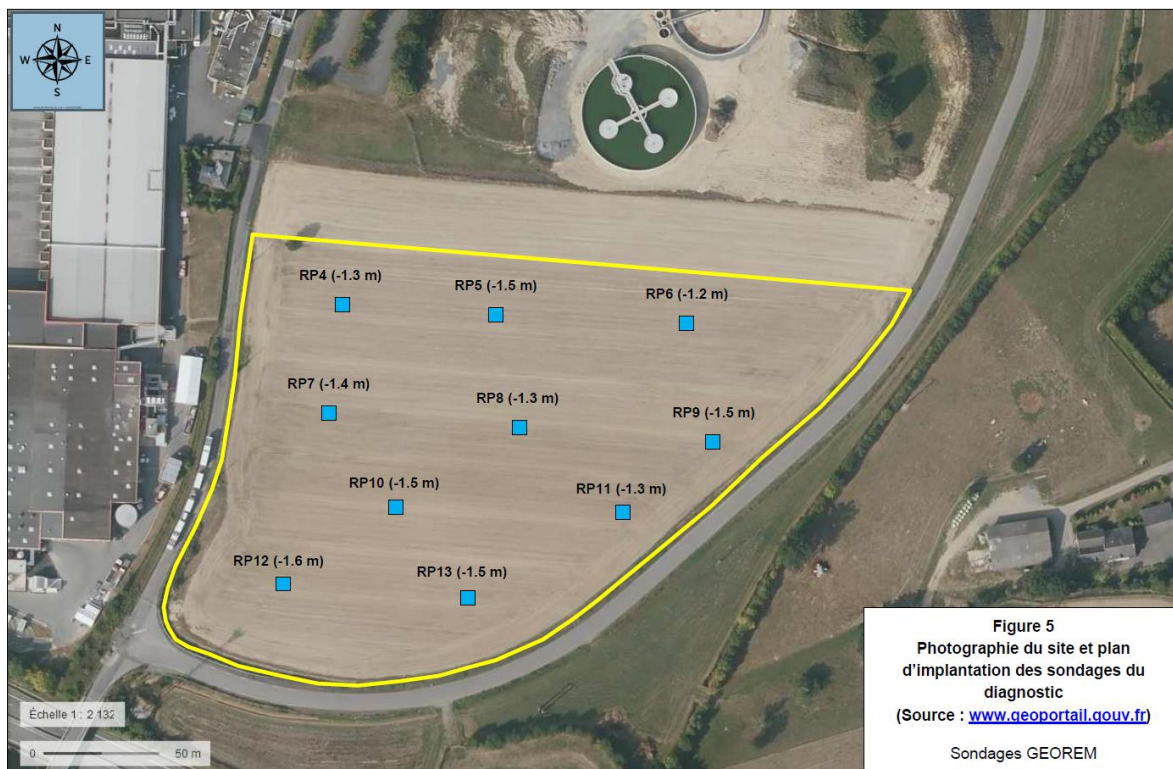 N
W E
S
RP4 (-1.3 m)
RP5 (-1.5 m)
RP6 (-1.2 m)
RP7 (-1.4 m)
RP8 (-1.3 m)
RP9 (-1.5 m)
RP10 (-1.5 m)
RP11 (-1.3 m)
RP12 (-1.6 m)
RP13 (-1.5 m)
Échelle 1 : 2 132
0 50 m
Figure 5
Photographie du site et plan
d'implantation des sondages du
diagnostic
(Source : www.geoportail.gouv.fr)
Sondages GEOREM